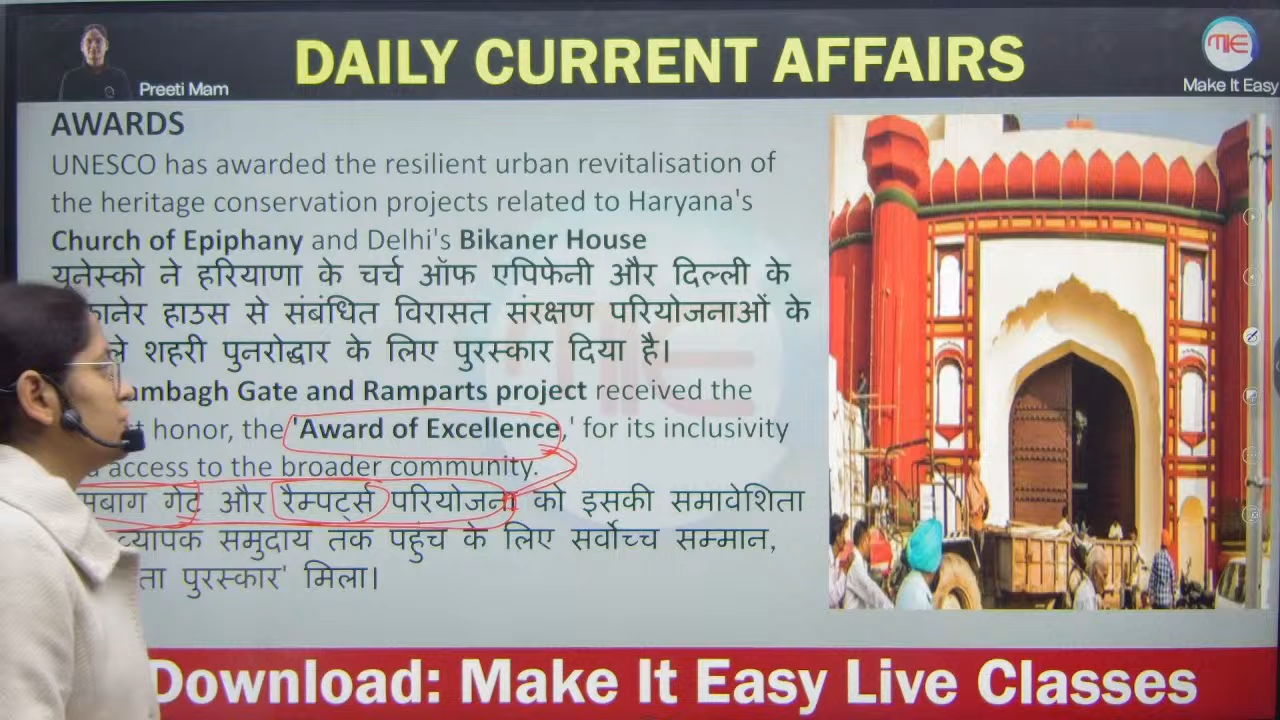 DAILY CURRENT AFFAIRS
Preeti Mam
MIE
Make It Easy
AWARDS
UNESCO has awarded the resilient urban revitalisation of
the heritage conservation projects related to Haryana's
Church of Epiphany and Delhi's Bikaner House
यूनेस्को ने हरियाणा के चर्च ऑफ एपिफेनी और दिल्ली के
हाउस से संबंधित विरासत संरक्षण परियोजनाओं के
शहरी पुनरोद्धार के लिए पुरस्कार दिया है।
Gate and Ramparts project received the
honor, the 'Award of Excellence,' for its inclusivity
access to the broader community.
गेट और रैम्पर्ट्स परियोजना को इसकी समावेशिता
व्यापक समुदाय तक पहुंच के लिए सर्वोच्च सम्मान,
पुरस्कार' मिला।
Download: Make It Easy Live Classes